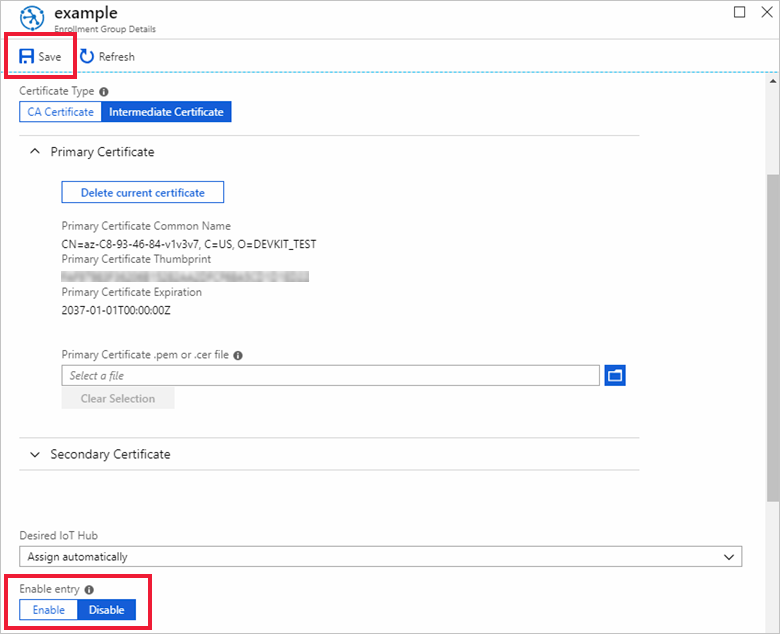 example
Enrollment Group Details
Save
Refresh
Certificate Type
CA Certificate
Intermediate Certificate
Primary Certificate
Delete current certificate
Primary Certificate Common Name
CN=az-C8-93-46-84-v1v3v7, C=US, O=DEVKIT_TEST
Primary Certificate Thumbprint
Primary Certificate Expiration
2037-01-01T00:00:00Z
Primary Certificate .pem or .cer file
Select a file
Clear Selection
Secondary Certificate
Desired IoT Hub
Assign automatically
Enable entry
Enable
Disable